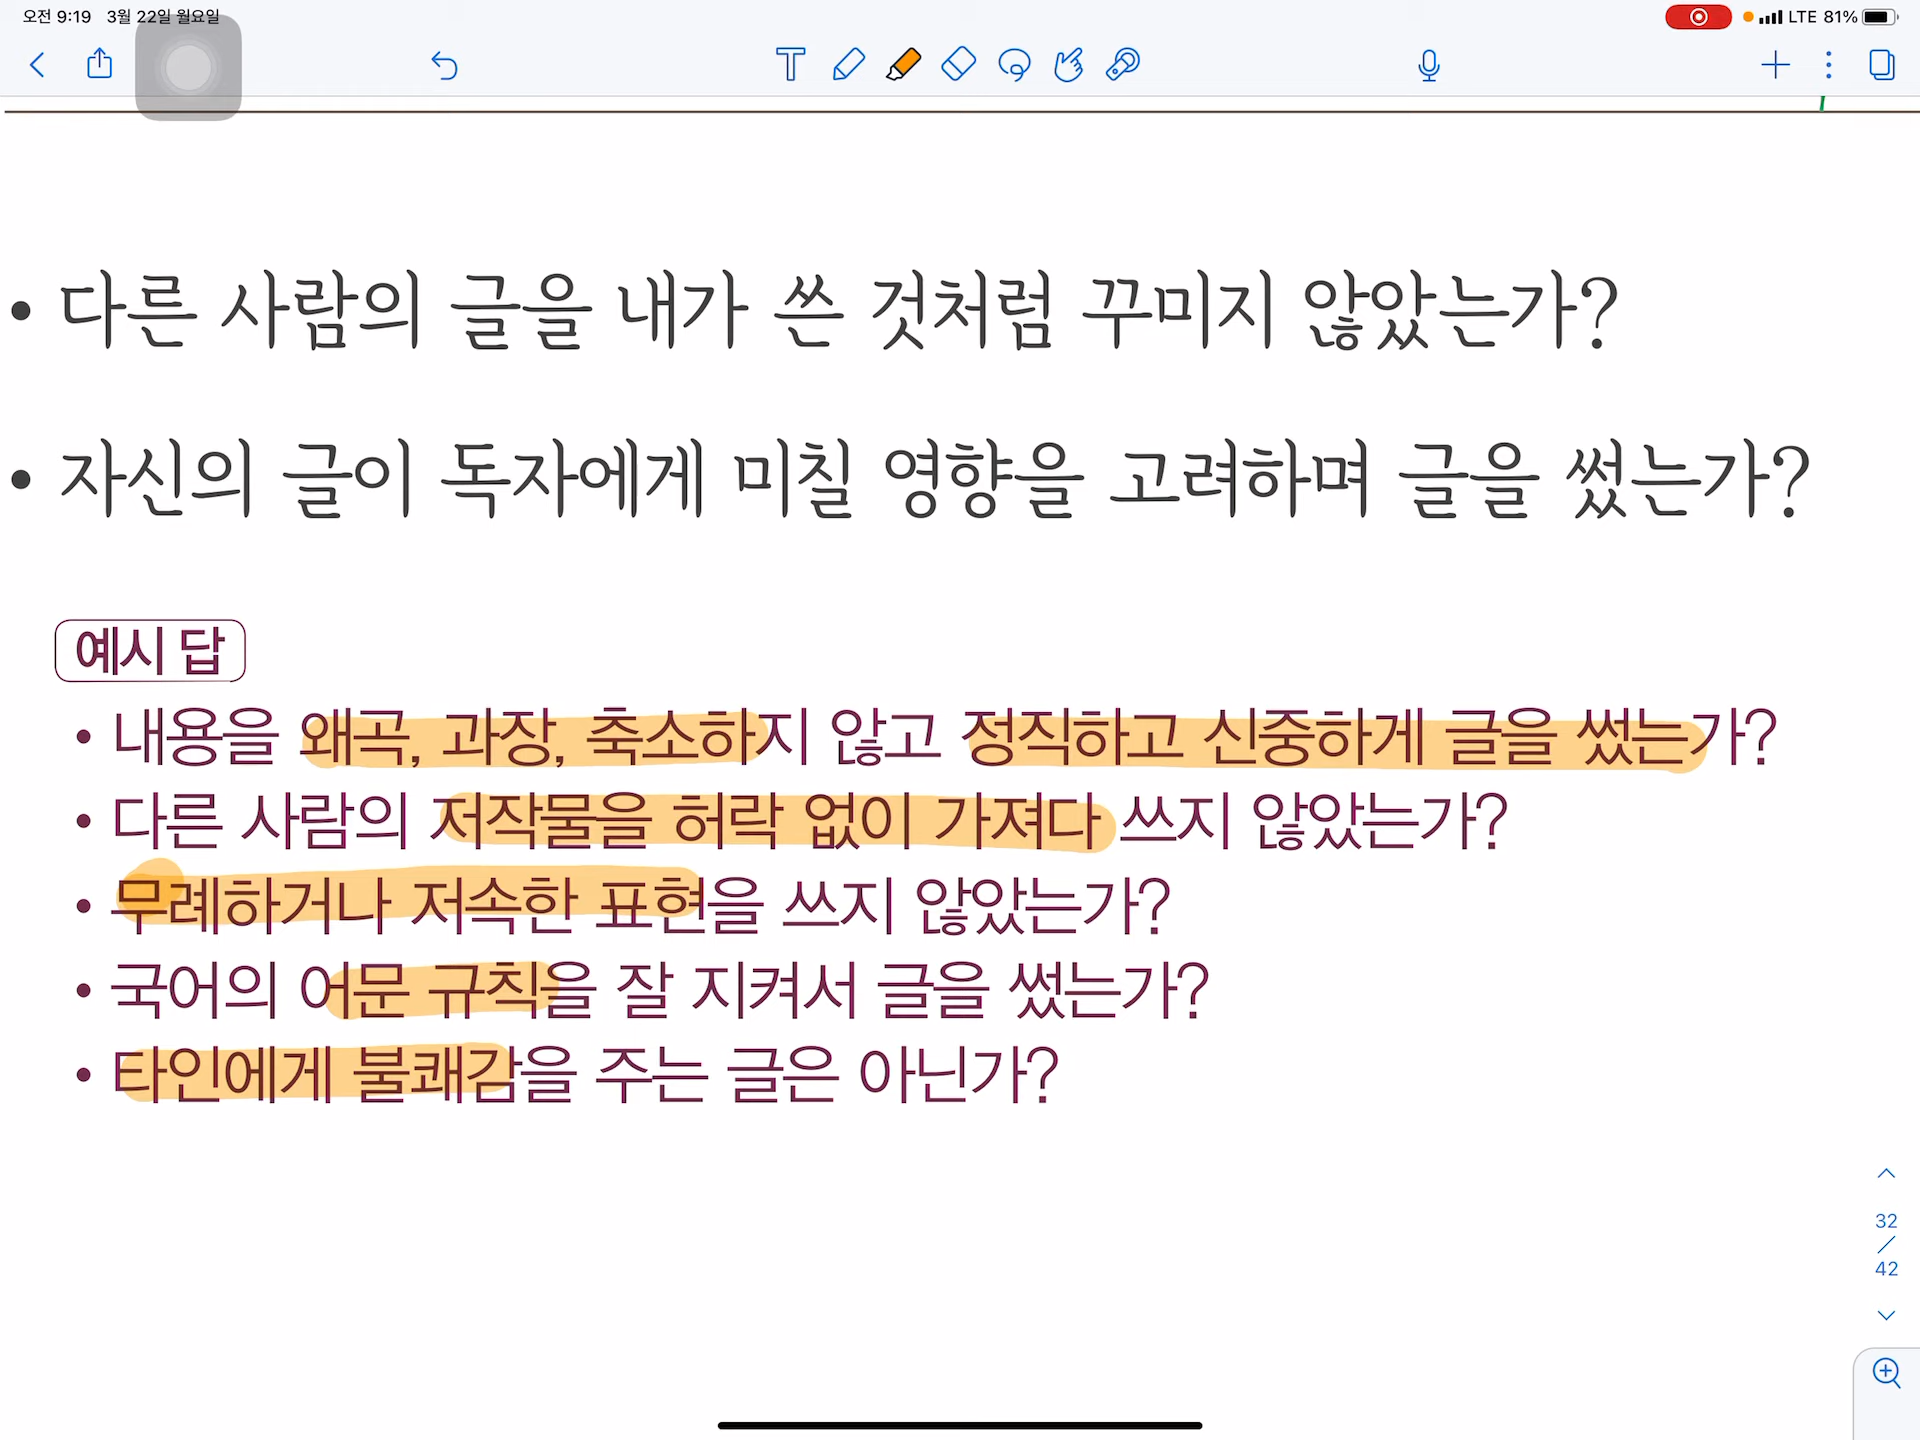 오전 9:19 3월 22일 월요일
LTE 81%
• 다른 사람의 글을 내가 쓴 것처럼 꾸미지 않았는가?
• 자신의 글이 독자에게 미칠 영향을 고려하며 글을 썼는가?
예시 답
• 내용을 왜곡, 과장, 축소하지 않고 정직하고 신중하게 글을 썼는가?
• 다른 사람의 저작물을 허락 없이 가져다 쓰지 않았는가?
• 무례하거나 저속한 표현을 쓰지 않았는가?
• 국어의 어문 규칙을 잘 지켜서 글을 썼는가?
• 타인에게 불쾌감을 주는 글은 아닌가?
32
/
42